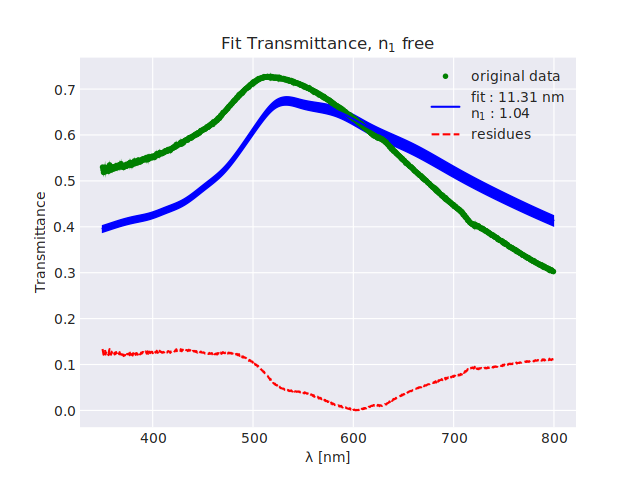 Fit Transmittance, n₁ free
original data
fit : 11.31 nm
n₁ : 1.04
residues
Transmittance
0.7
0.6
0.5
0.4
0.3
0.2
0.1
0.0
400 500 600 700 800
λ [nm]